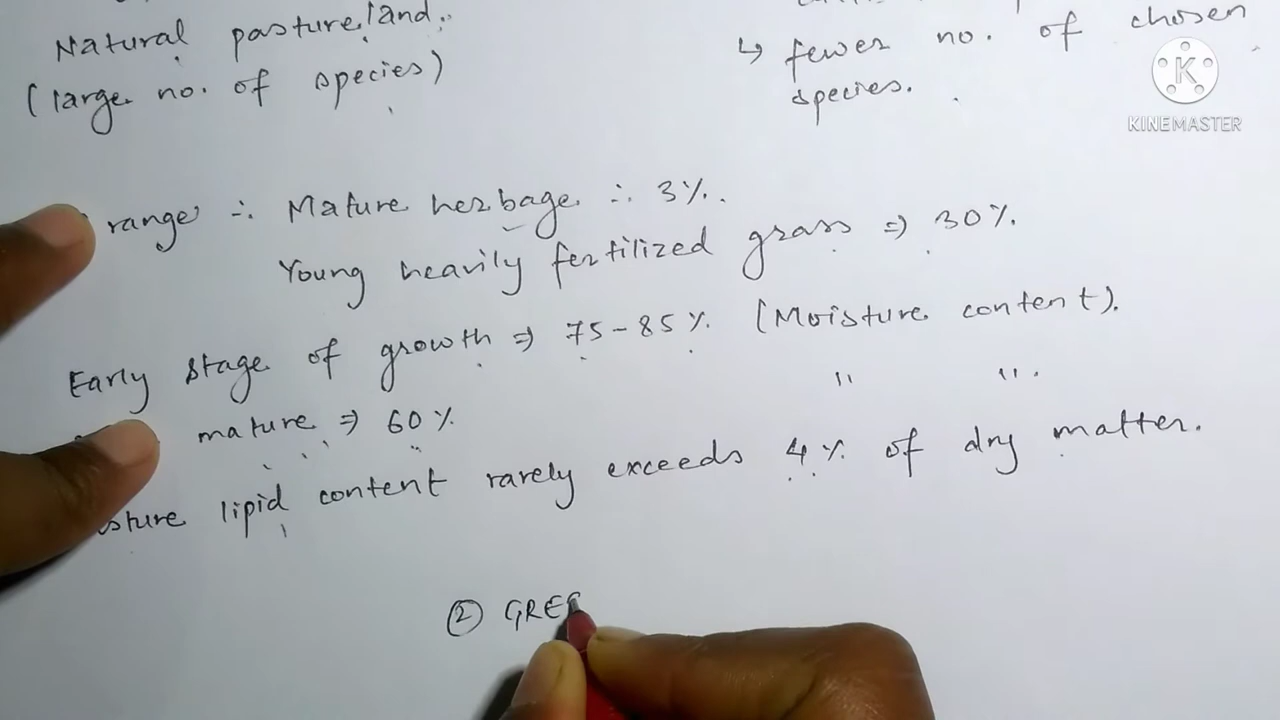 Natural pasture land.
(large no. of species)
↳ fewer no. of chosen
species.
KINEMASTER
range ∴ Mature herbage ∴ 3%.
Young heavily fertilized grass ⇒ 30%.
Early stage of growth ⇒ 75-85% (Moisture content).
mature ⇒ 60% " ".
lipid content rarely exceeds 4% of dry matter.
② GREE